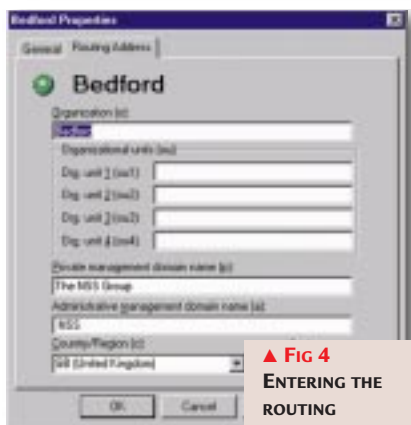 Bedford Properties
General Routing Address
Bedford
Organization (o):
Bedford
Organizational units (ou)
Org. unit 1 (ou1)
Org. unit 2 (ou2)
Org. unit 3 (ou3)
Org. unit 4 (ou4)
Private management domain name (p):
The NSS Group
Administrative management domain name (a):
NSS
Country/Region (c):
GB (United Kingdom)
OK Cancel
▲ FIG 4
ENTERING THE
ROUTING